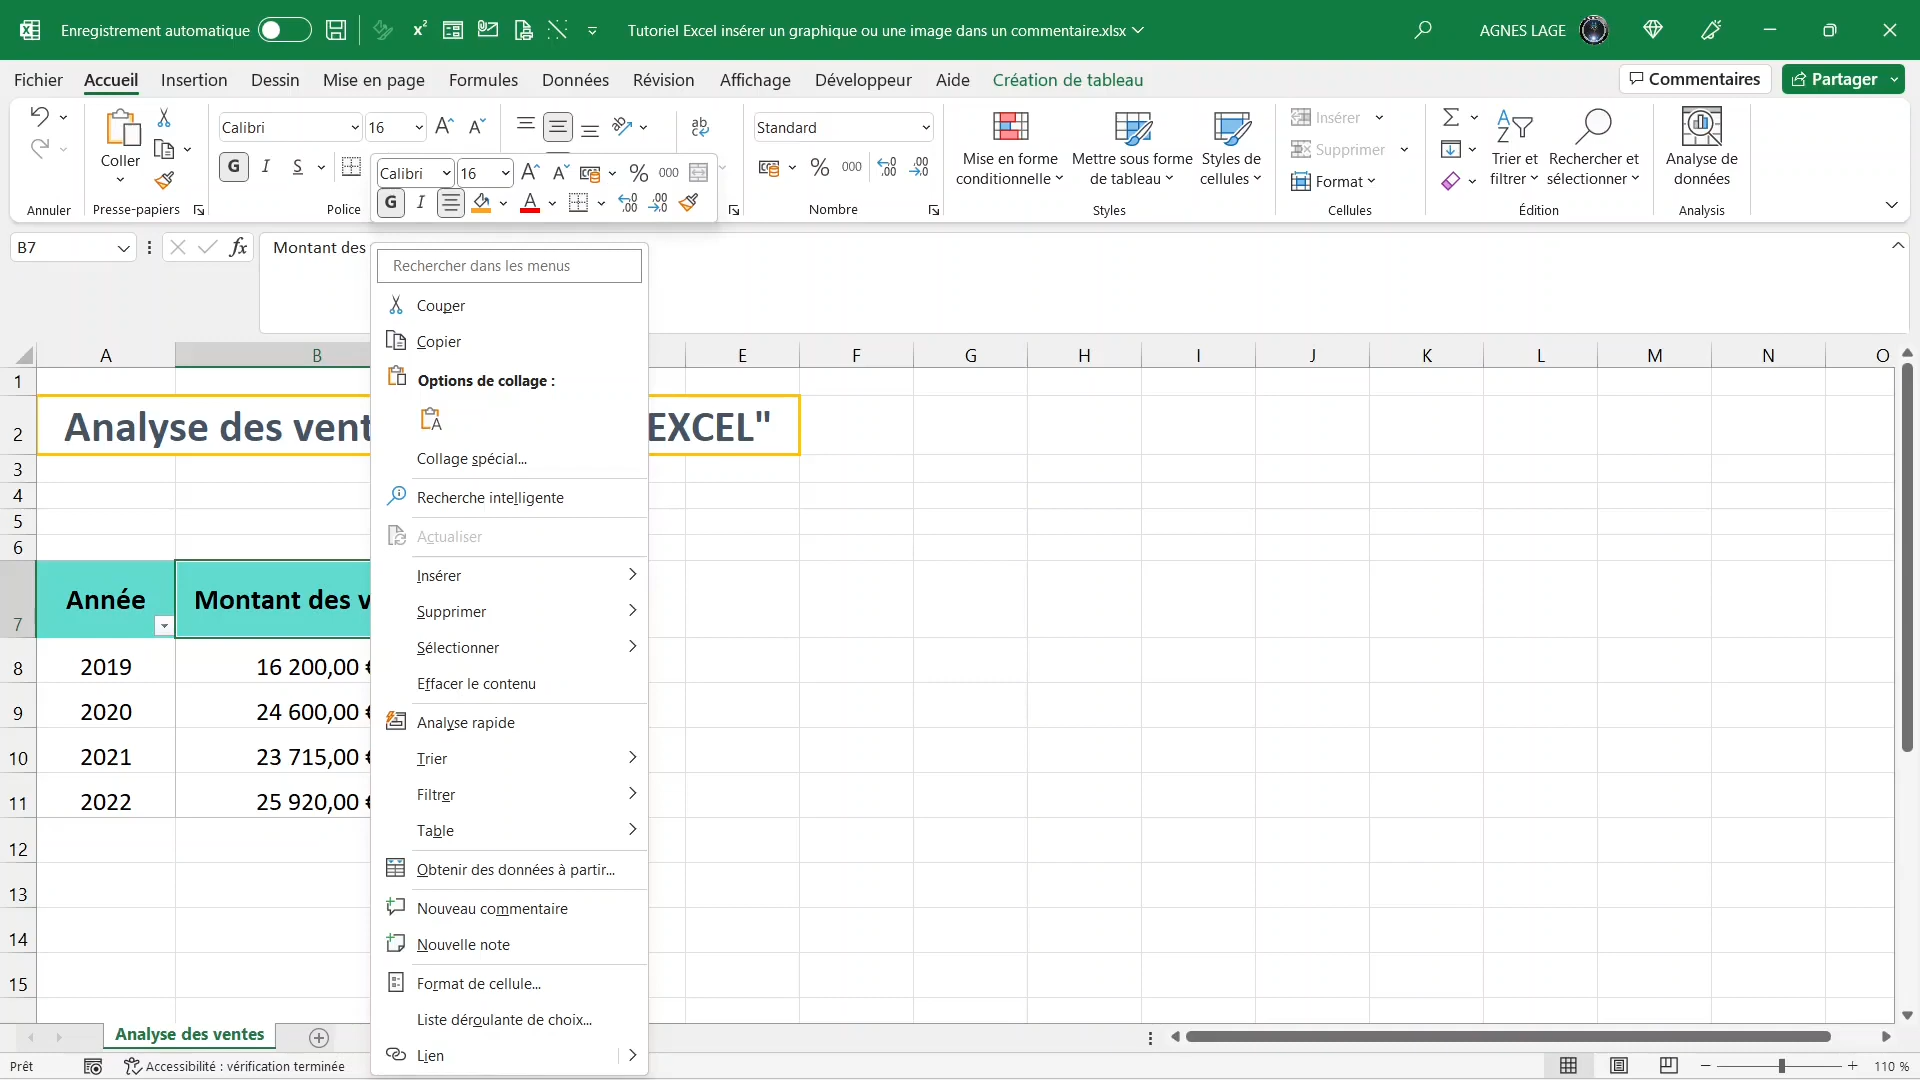 Enregistrement automatique
Tutoriel Excel insérer un graphique ou une image dans un commentaire.xlsx
AGNES LAGE
Fichier Accueil Insertion Dessin Mise en page Formules Données Révision Affichage Développeur Aide Création de tableau
Commentaires Partager
Coller
Annuler
Presse-papiers
Calibri 16
G I S
Police
ab
Standard
% 000
Nombre
Mise en forme
conditionnelle
Mettre sous forme
de tableau
Styles de
cellules
Styles
Insérer
Supprimer
Format
Cellules
Trier et
filtrer
Rechercher et
sélectionner
Édition
Analyse de
données
Analysis
Calibri 16
% 000
G I
B7
fx
Montant des
Rechercher dans les menus
Couper
Copier
Options de collage :
Collage spécial...
Recherche intelligente
Actualiser
Insérer
Supprimer
Sélectionner
Effacer le contenu
Analyse rapide
Trier
Filtrer
Table
Obtenir des données à partir...
Nouveau commentaire
Nouvelle note
Format de cellule...
Liste déroulante de choix...
Lien
A B E F G H I J K L M N O
1
2 Analyse des vent EXCEL"
3
4
5
6
7 Année Montant des v
8 2019 16 200,00 €
9 2020 24 600,00 €
10 2021 23 715,00 €
11 2022 25 920,00 €
12
13
14
15
Analyse des ventes
Prêt Accessibilité : vérification terminée
110 %